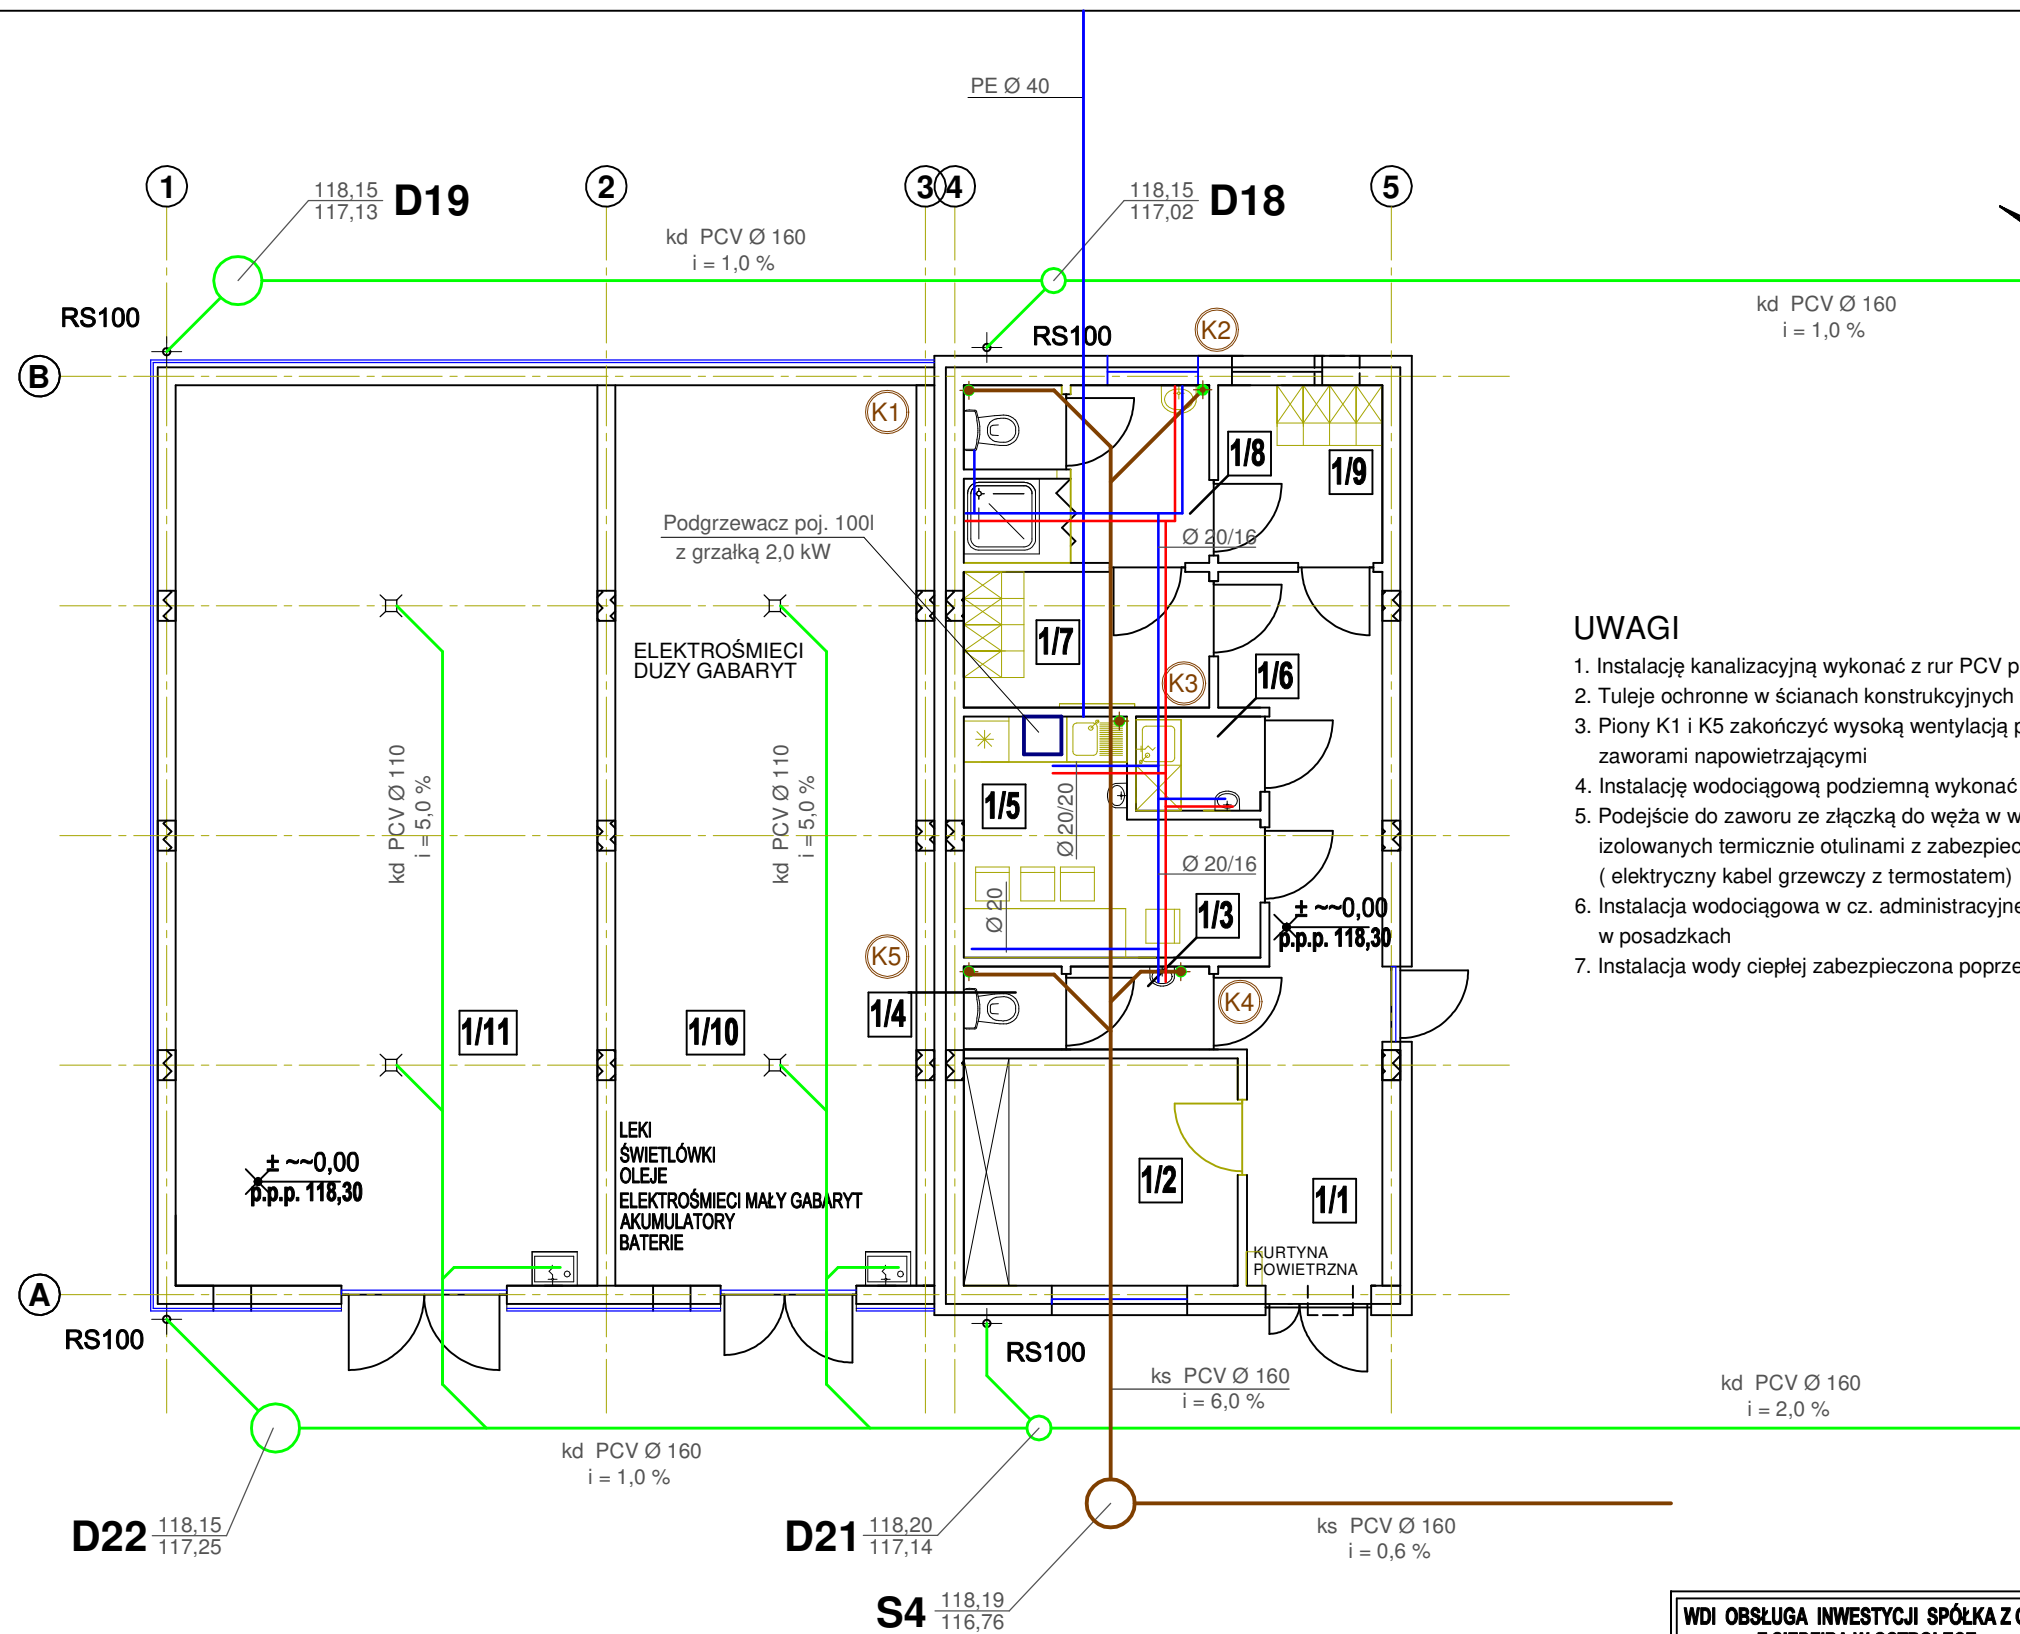 PE Ø 40
1
2
3
4
5
118,15
117,13
D19
118,15
117,02
D18
kd PCV Ø 160
i = 1,0 %
kd PCV Ø 160
i = 1,0 %
RS100
RS100
K2
B
K1
1/8
1/9
Podgrzewacz poj. 100l
z grzałką 2,0 kW
Ø 20/16
ELEKTROŚMIECI
DUZY GABARYT
1/7
K3
1/6
UWAGI
1. Instalację kanalizacyjną wykonać z rur PCV p
2. Tuleje ochronne w ścianach konstrukcyjnych
3. Piony K1 i K5 zakończyć wysoką wentylacją p
zaworami napowietrzającymi
4. Instalację wodociągową podziemną wykonać
5. Podejście do zaworu ze złączką do węża w w
izolowanych termicznie otulinami z zabezpiec
( elektryczny kabel grzewczy z termostatem)
6. Instalacja wodociągowa w cz. administracyjne
w posadzkach
7. Instalacja wody ciepłej zabezpieczona poprze
kd PCV Ø 110
i = 5,0 %
kd PCV Ø 110
i = 5,0 %
1/5
Ø 20/20
Ø 20/16
Ø 20
1/3
± ~~0,00
p.p.p. 118,30
K5
1/4
K4
1/11
1/10
LEKI
ŚWIETLÓWKI
OLEJE
ELEKTROŚMIECI MAŁY GABARYT
AKUMULATORY
BATERIE
± ~~0,00
p.p.p. 118,30
1/2
1/1
KURTYNA
POWIETRZNA
A
RS100
RS100
ks PCV Ø 160
i = 6,0 %
kd PCV Ø 160
i = 2,0 %
kd PCV Ø 160
i = 1,0 %
D22
118,15
117,25
D21
118,20
117,14
ks PCV Ø 160
i = 0,6 %
S4
118,19
116,76
WDI OBSŁUGA INWESTYCJI SPÓŁKA Z